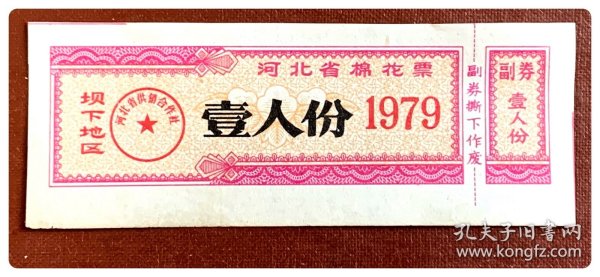 河北省棉花票
坝下地区
河北省供销合作社
壹人份
1979
副券撕下作废
副券
壹人份
孔夫子旧书网
www.kongfz.com